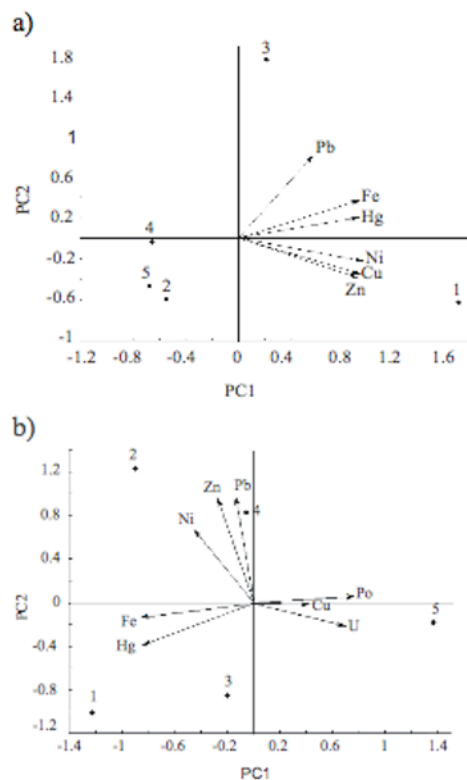 a)
3
1.8
1.4
1
Pb
0.6
Fe
PC2
0.2
Hg
4
-0.2
Ni
5
Cu
-0.6
2
Zn
1
-1
-1.2 -0.8 -0.4 0 0.4 0.8 1.2 1.6
PC1
b)
2
1.2
Zn Pb
0.8
4
Ni
0.4
PC2
Po
0
Cu
Fe
5
U
-0.4
Hg
3
-0.8
1
-1.2
-1.4 -1 -0.6 -0.2 0.2 0.6 1 1.4
PC1